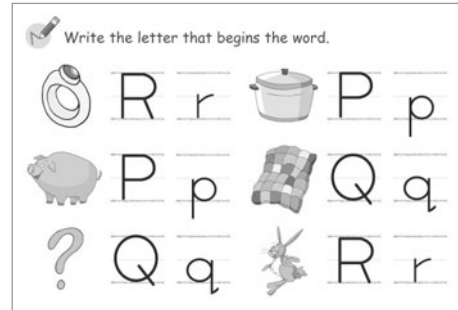 Write the letter that begins the word.
R r P p
P p Q q
? Q q R r